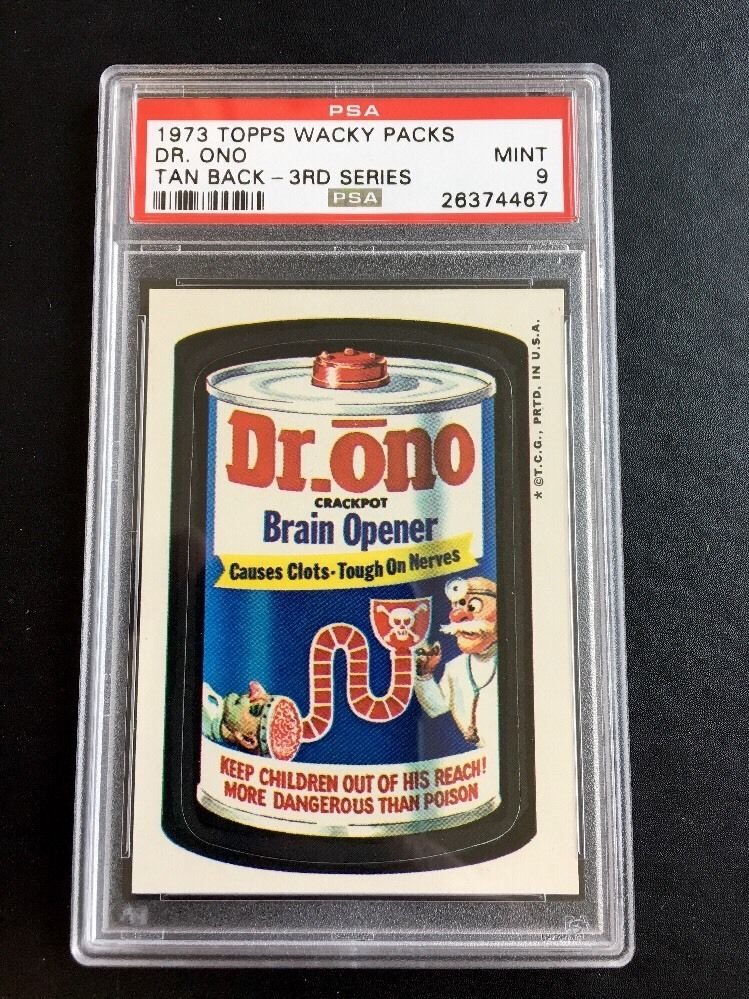 PSA
1973 TOPPS WACKY PACKS
DR. ONO MINT
TAN BACK - 3RD SERIES 9
PSA 26374467
* ©T.C.G., PRTD. IN U.S.A.
Dr. ōno
CRACKPOT
Brain Opener
Causes Clots-Tough On Nerves
KEEP CHILDREN OUT OF HIS REACH!
MORE DANGEROUS THAN POISON